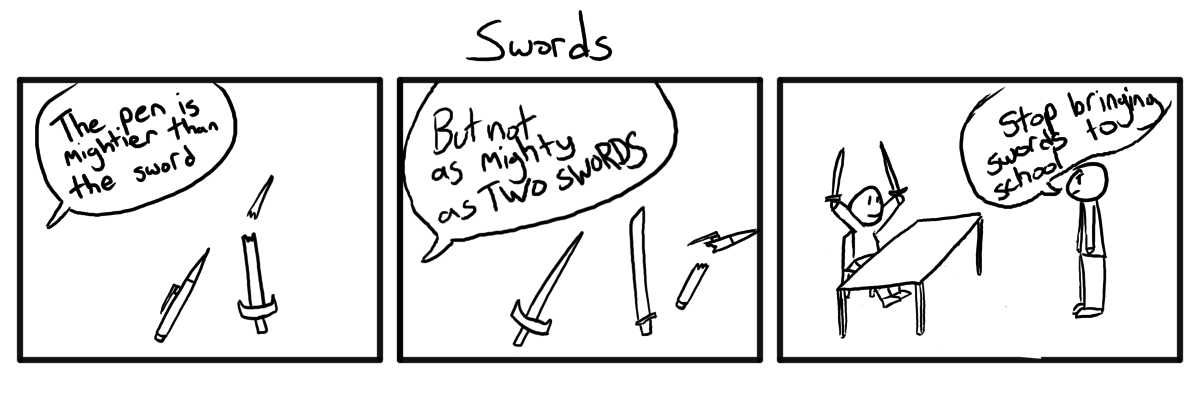 Swords
The pen is
mightier than
the sword
But not
as mighty
as TWO SWORDS
Stop bringing
swords to
school